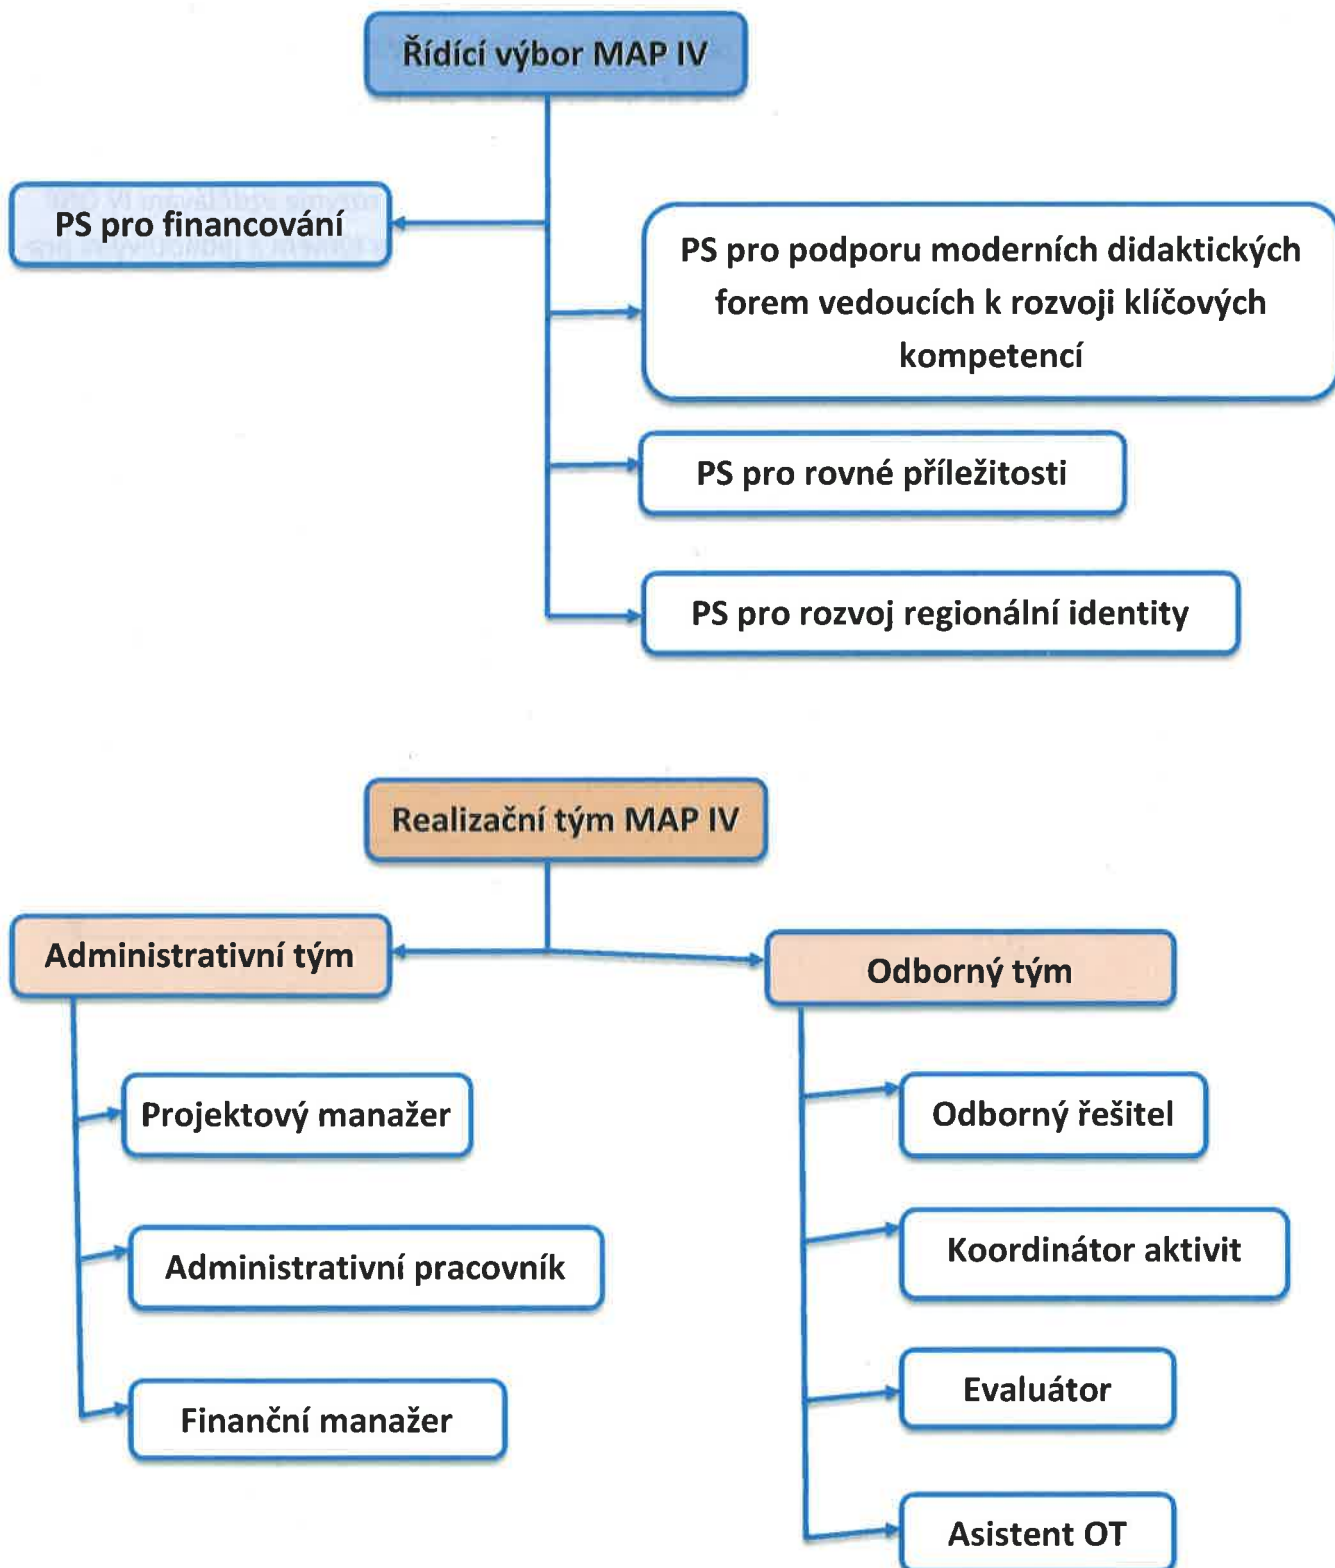 Řídící výbor MAP IV
PS pro financování
PS pro podporu moderních didaktických
forem vedoucích k rozvoji klíčových
kompetencí
PS pro rovné příležitosti
PS pro rozvoj regionální identity
Realizační tým MAP IV
Administrativní tým
Odborný tým
Projektový manažer
Odborný řešitel
Administrativní pracovník
Koordinátor aktivit
Finanční manažer
Evaluátor
Asistent OT